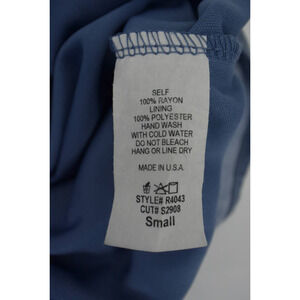 SELF
100% RAYON
LINING
100% POLYESTER
HAND WASH
WITH COLD WATER
DO NOT BLEACH
HANG OR LINE DRY
MADE IN U.S.A.
STYLE# R4043
CUT# S2908
Small